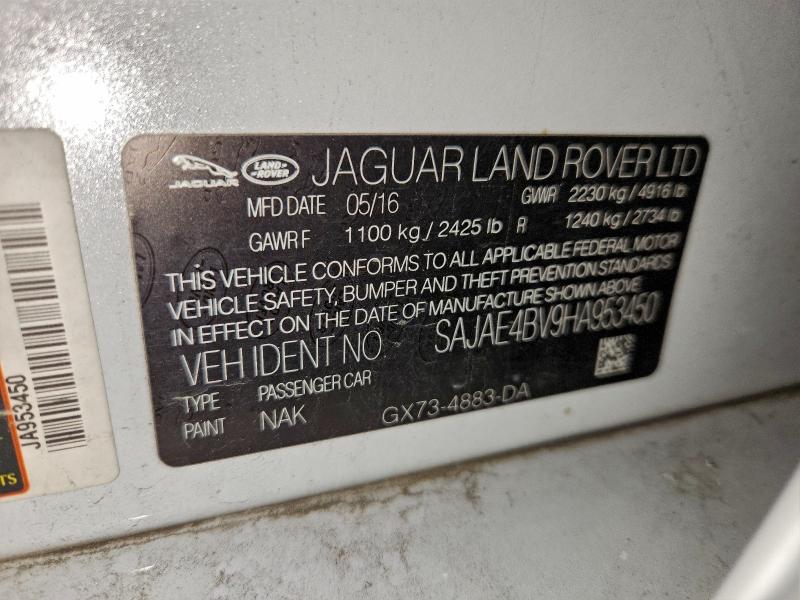 JAGUAR
LAND-ROVER
JAGUAR LAND ROVER LTD
MFD DATE 05/16 GVWR 2230 kg / 4916 lb
GAWR F 1100 kg / 2425 lb R 1240 kg / 2734 lb
THIS VEHICLE CONFORMS TO ALL APPLICABLE FEDERAL MOTOR
VEHICLE SAFETY, BUMPER AND THEFT PREVENTION STANDARDS
IN EFFECT ON THE DATE OF MANUFACTURE SHOWN ABOVE.
VEH IDENT NO. SAJAE4BV9HA953450
TYPE PASSENGER CAR
PAINT NAK GX73-4883-DA
JA953450
TS